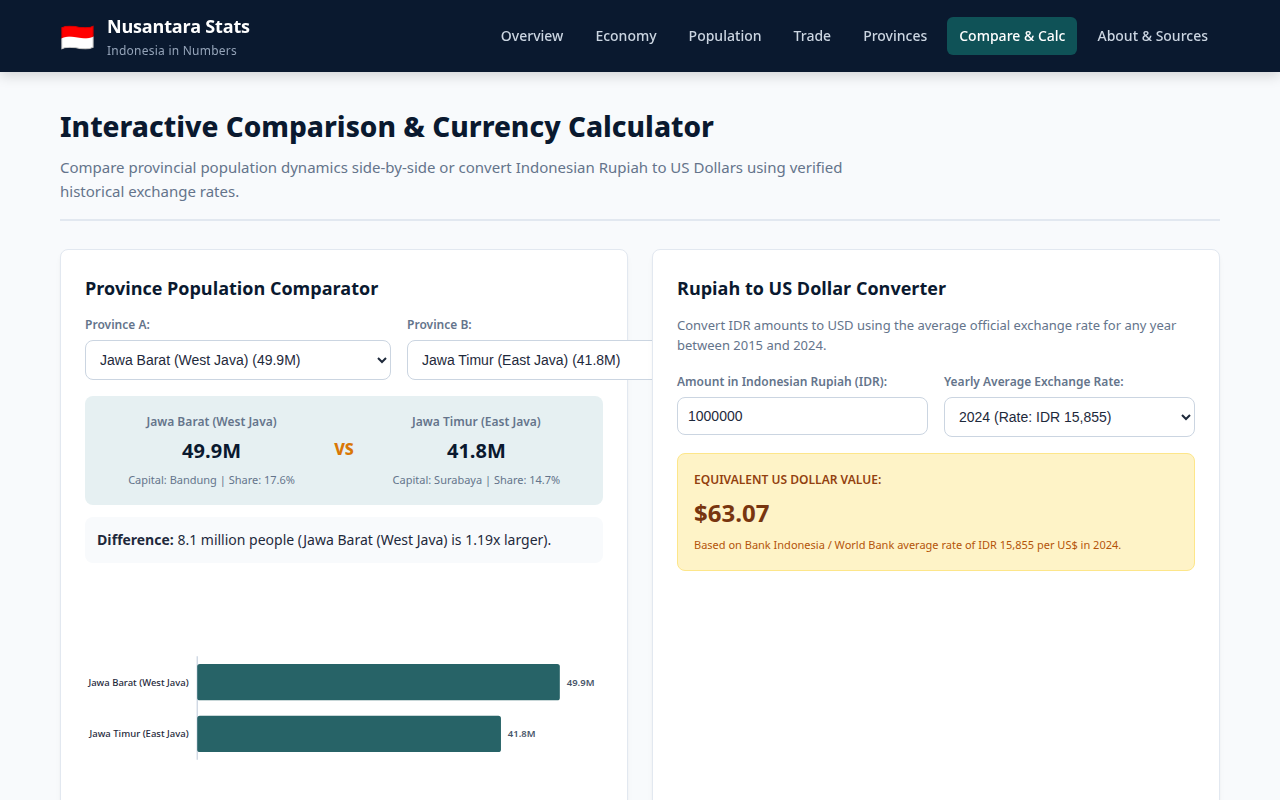 Nusantara Stats
Indonesia in Numbers
Overview
Economy
Population
Trade
Provinces
Compare & Calc
About & Sources
Interactive Comparison & Currency Calculator
Compare provincial population dynamics side-by-side or convert Indonesian Rupiah to US Dollars using verified
historical exchange rates.
Province Population Comparator
Province A:
Province B:
Jawa Barat (West Java) (49.9M)
Jawa Timur (East Java) (41.8M)
Jawa Barat (West Java)
49.9M
Capital: Bandung | Share: 17.6%
VS
Jawa Timur (East Java)
41.8M
Capital: Surabaya | Share: 14.7%
Difference: 8.1 million people (Jawa Barat (West Java) is 1.19x larger).
Jawa Barat (West Java)
49.9M
Jawa Timur (East Java)
41.8M
Rupiah to US Dollar Converter
Convert IDR amounts to USD using the average official exchange rate for any year
between 2015 and 2024.
Amount in Indonesian Rupiah (IDR):
Yearly Average Exchange Rate:
1000000
2024 (Rate: IDR 15,855)
EQUIVALENT US DOLLAR VALUE:
$63.07
Based on Bank Indonesia / World Bank average rate of IDR 15,855 per US$ in 2024.